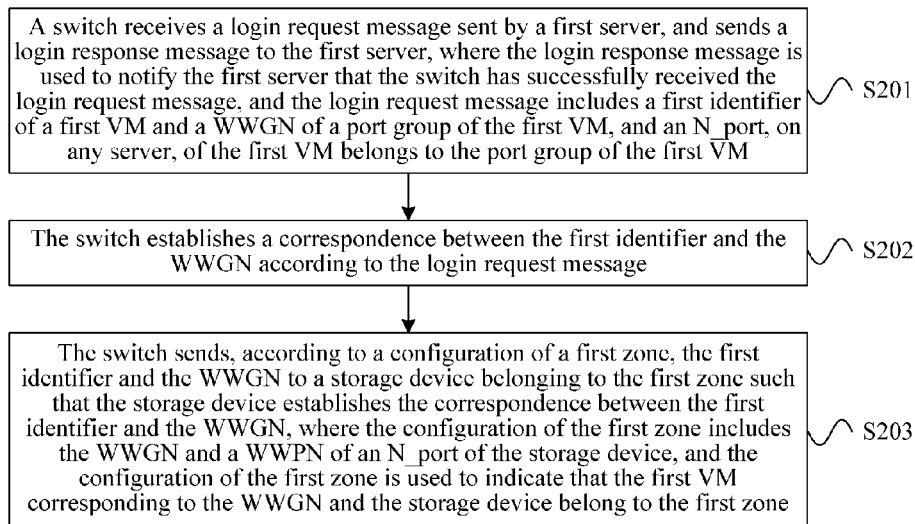 A switch receives a login request message sent by a first server, and sends a
login response message to the first server, where the login response message is
used to notify the first server that the switch has successfully received the
login request message, and the login request message includes a first identifier
of a first VM and a WWGN of a port group of the first VM, and an N_port, on
any server, of the first VM belongs to the port group of the first VM
S201
The switch establishes a correspondence between the first identifier and the
WWGN according to the login request message
S202
The switch sends, according to a configuration of a first zone, the first
identifier and the WWGN to a storage device belonging to the first zone such
that the storage device establishes the correspondence between the first
identifier and the WWGN, where the configuration of the first zone includes
the WWGN and a WWPN of an N_port of the storage device, and the
configuration of the first zone is used to indicate that the first VM
corresponding to the WWGN and the storage device belong to the first zone
S203